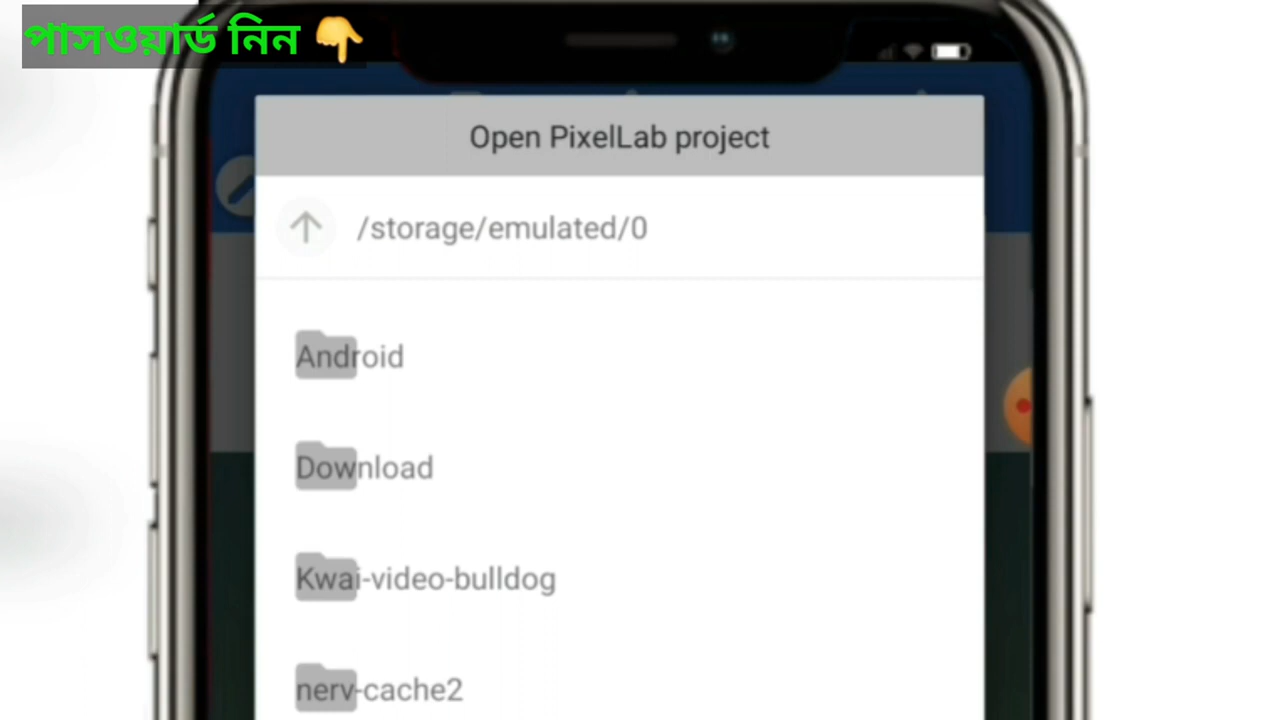 পাসওয়ার্ড নিন 👇
Open PixelLab project
/storage/emulated/0
Android
Download
Kwai-video-bulldog
nerv-cache2